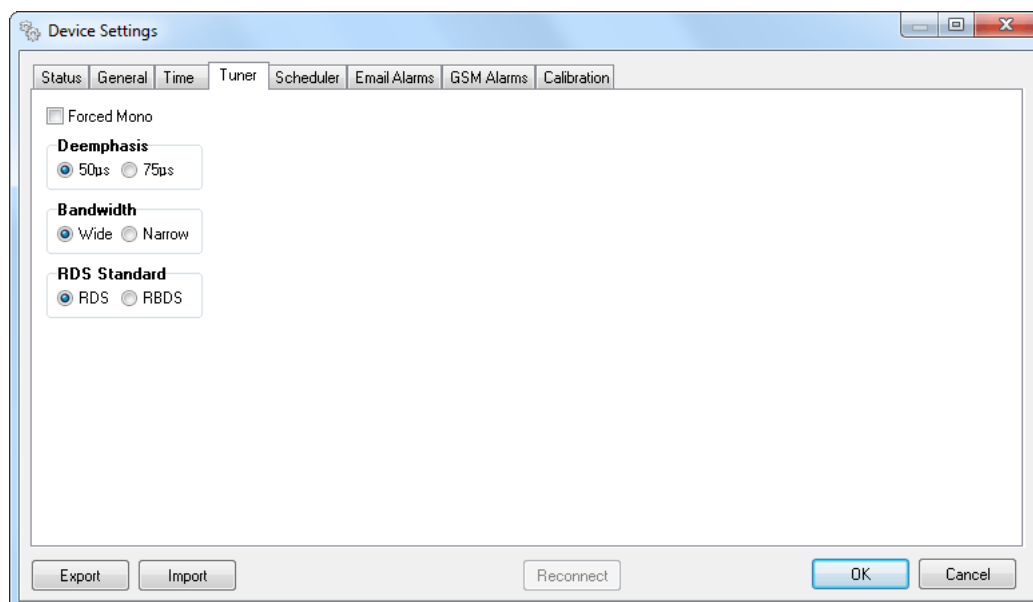 Device Settings
Status General Time Tuner Scheduler Email Alarms GSM Alarms Calibration
Forced Mono
Deemphasis
50µs 75µs
Bandwidth
Wide Narrow
RDS Standard
RDS RBDS
Export Import Reconnect OK Cancel